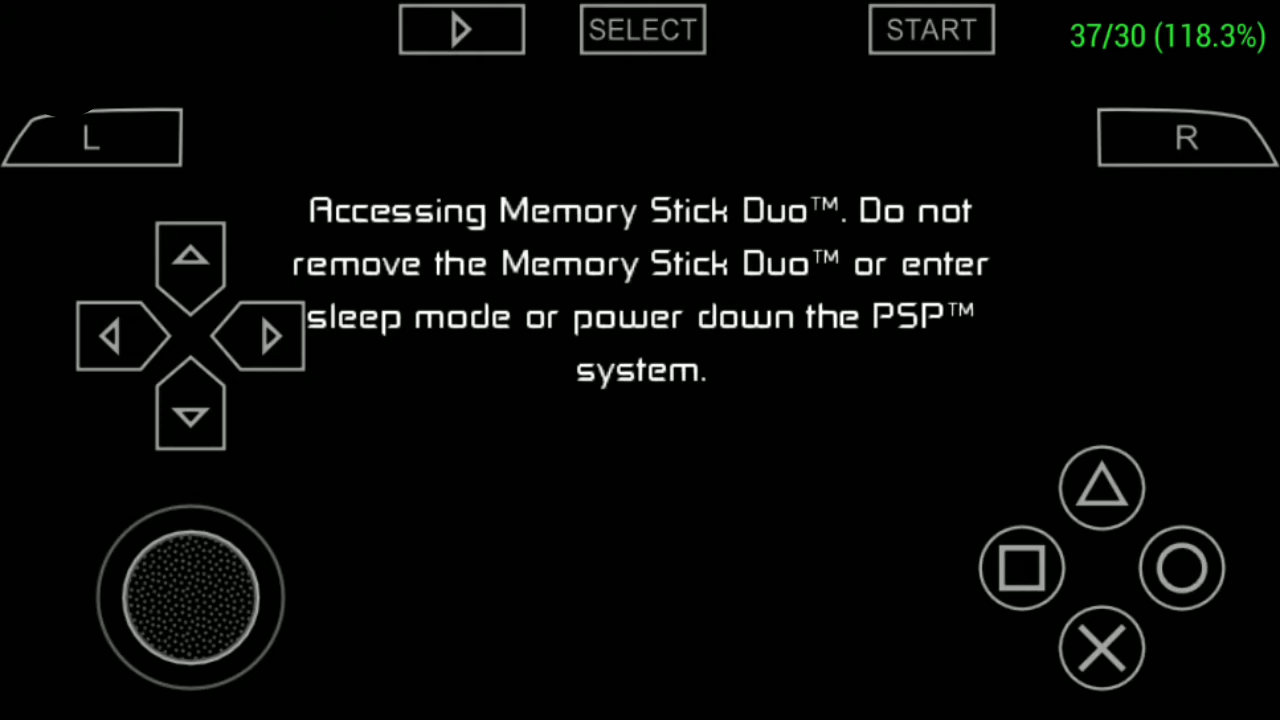 SELECT
START
37/30 (118.3%)
L
R
Accessing Memory Stick Duo™. Do not
remove the Memory Stick Duo™ or enter
sleep mode or power down the PSP™
system.